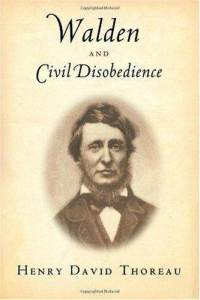 Walden
AND
Civil Disobedience
HENRY DAVID THOREAU